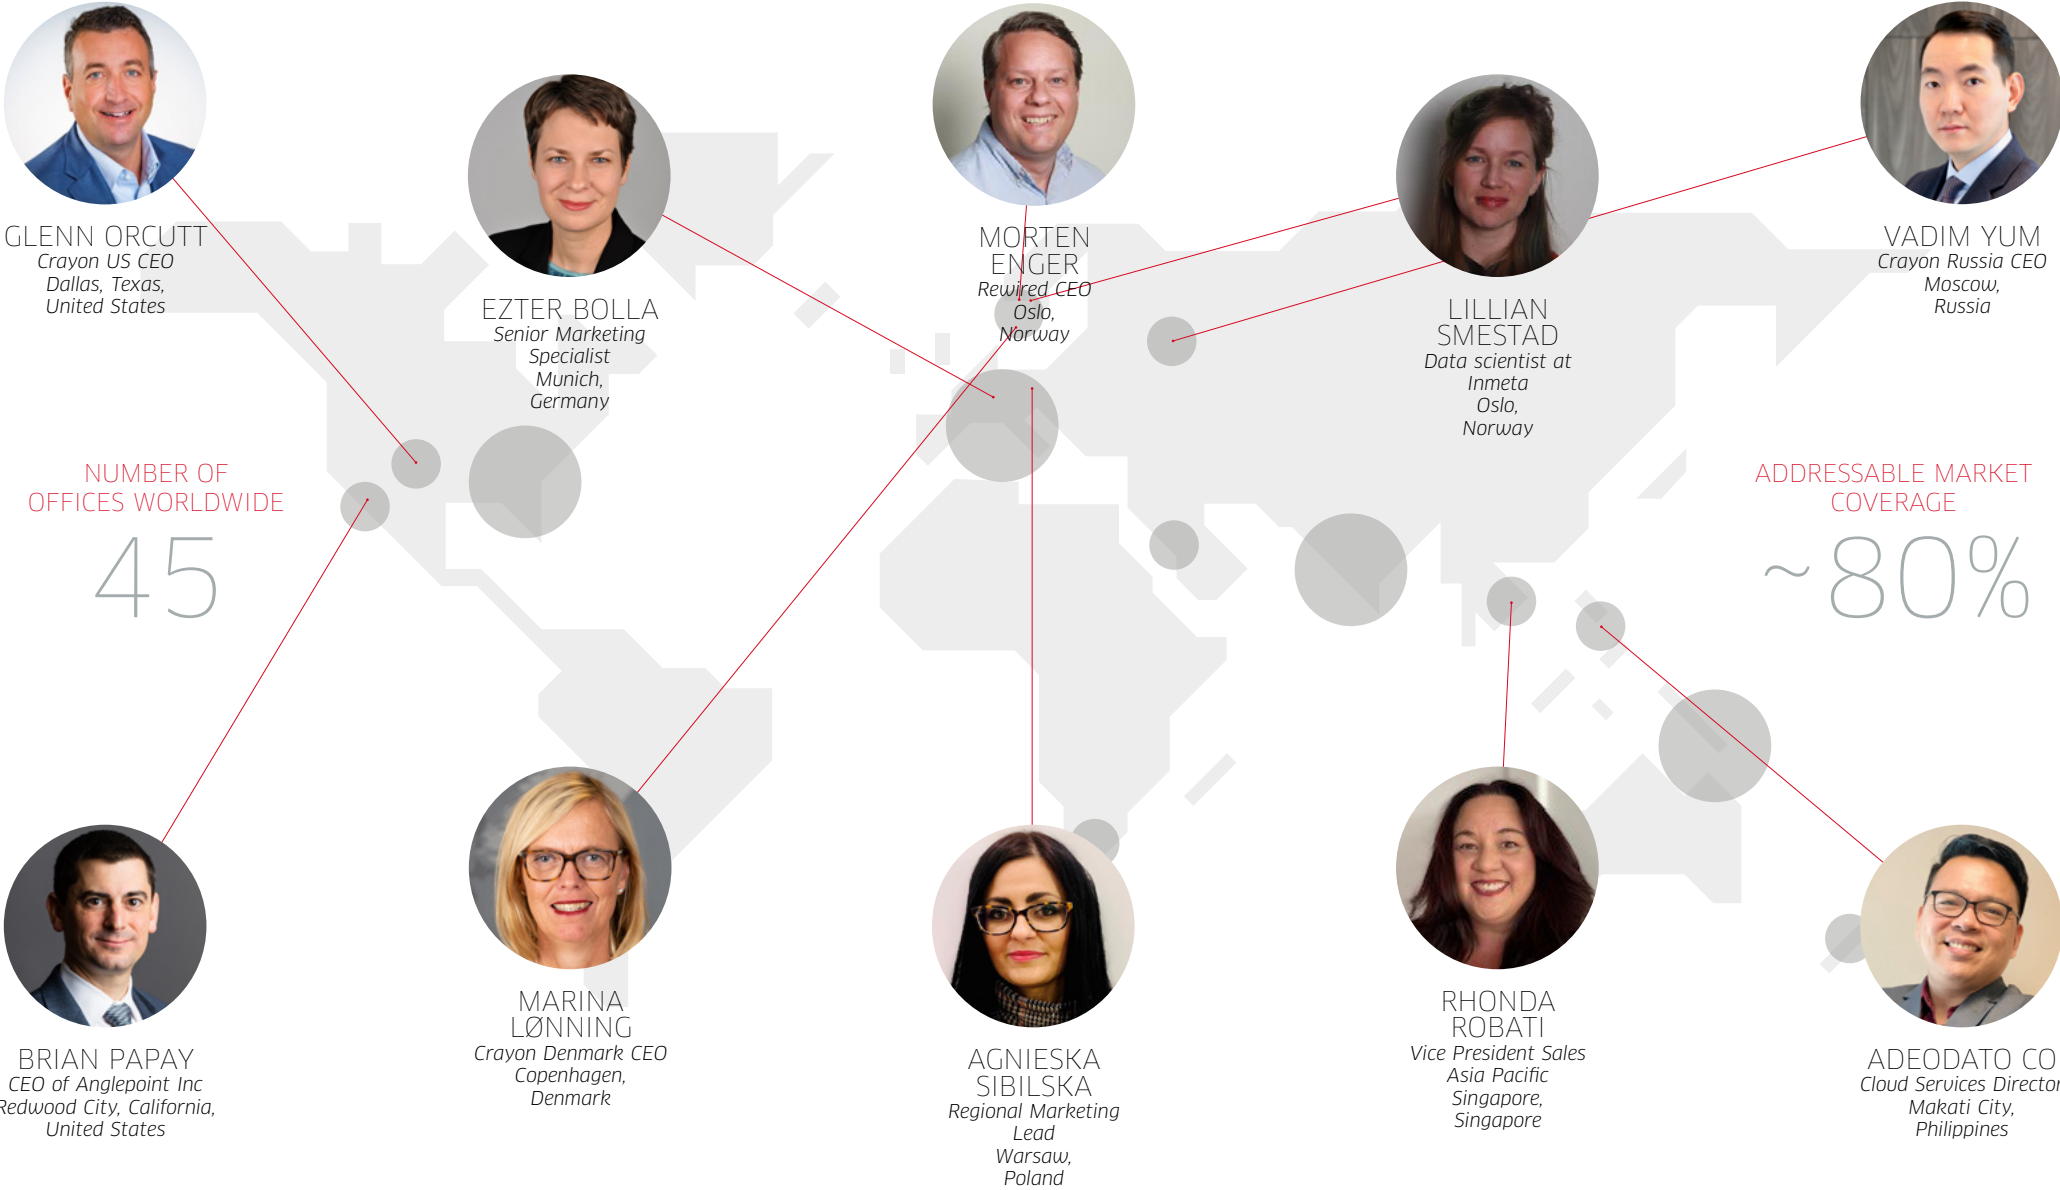 GLENN ORCUTT
Crayon US CEO
Dallas, Texas,
United States
EZTER BOLLA
Senior Marketing
Specialist
Munich,
Germany
MORTEN
ENGER
Rewired CEO
Oslo,
Norway
LILLIAN
SMESTAD
Data scientist at
Inmeta
Oslo,
Norway
VADIM YUM
Crayon Russia CEO
Moscow,
Russia
NUMBER OF
OFFICES WORLDWIDE
45
ADDRESSABLE MARKET
COVERAGE
~80%
BRIAN PAPAY
CEO of Anglepoint Inc
Redwood City, California,
United States
MARINA
LØNNING
Crayon Denmark CEO
Copenhagen,
Denmark
AGNIESKA
SIBILSKA
Regional Marketing
Lead
Warsaw,
Poland
RHONDA
ROBATI
Vice President Sales
Asia Pacific
Singapore,
Singapore
ADEODATO CO
Cloud Services Director
Makati City,
Philippines